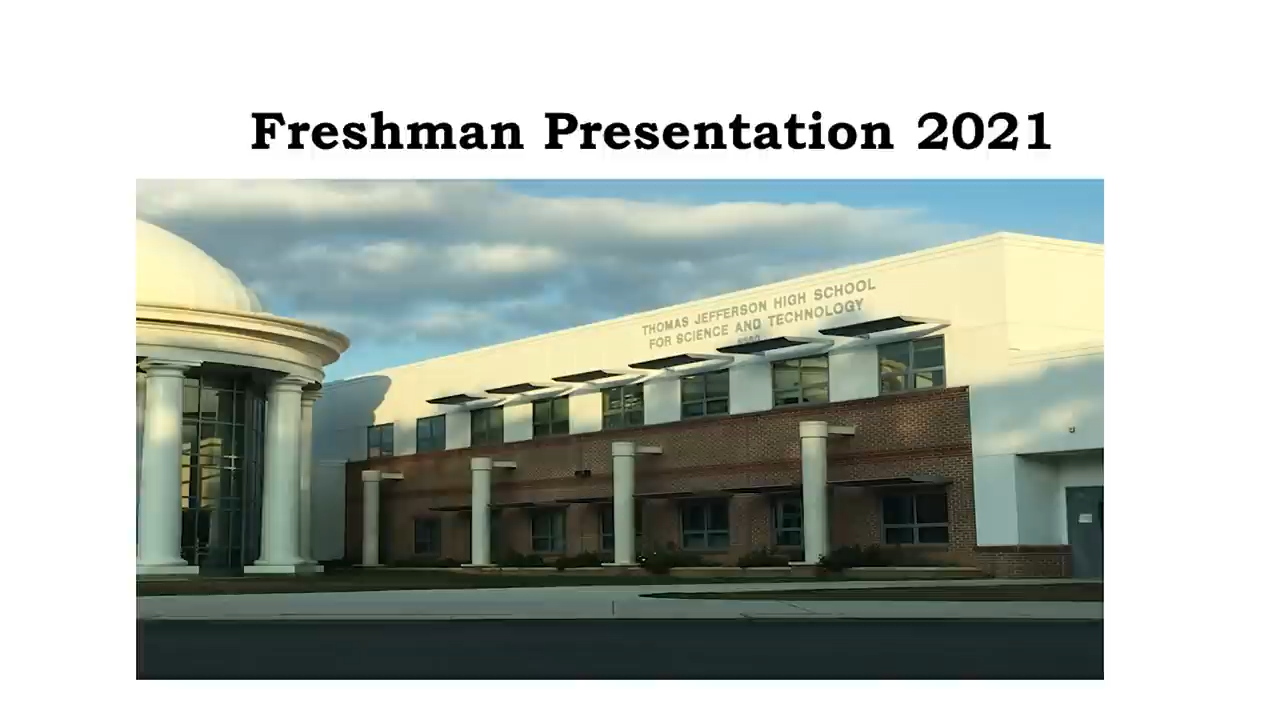 Freshman Presentation 2021
THOMAS JEFFERSON HIGH SCHOOL
FOR SCIENCE AND TECHNOLOGY